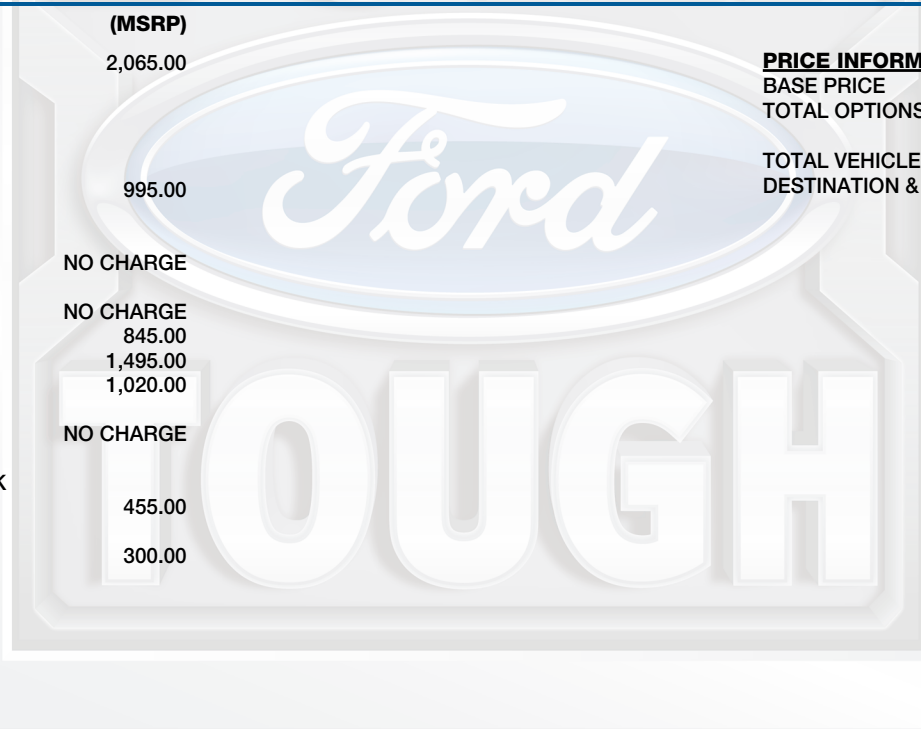 (MSRP)
2,065.00
995.00
NO CHARGE
NO CHARGE
845.00
1,495.00
1,020.00
NO CHARGE
K
455.00
300.00
PRICE INFORM
BASE PRICE
TOTAL OPTIONS
TOTAL VEHICLE
DESTINATION &
Ford
TOUGH